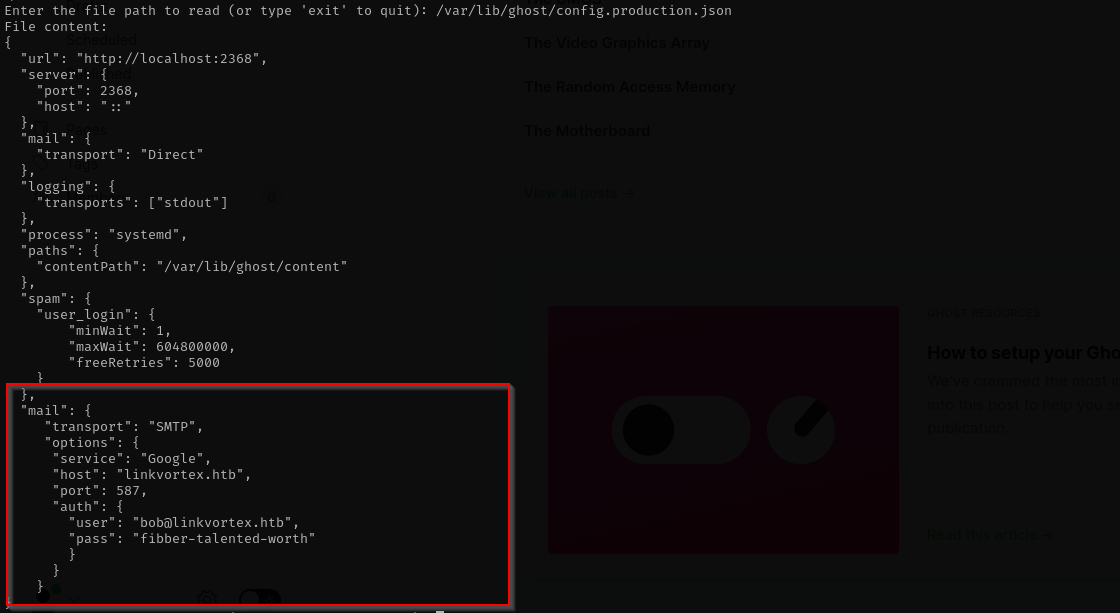 Enter the file path to read (or type 'exit' to quit): /var/lib/ghost/config.production.json
File content:
{
  "url": "http://localhost:2368",
  "server": {
    "port": 2368,
    "host": "::"
  },
  "mail": {
    "transport": "Direct"
  },
  "logging": {
    "transports": ["stdout"]
  },
  "process": "systemd",
  "paths": {
    "contentPath": "/var/lib/ghost/content"
  },
  "spam": {
    "user_login": {
        "minWait": 1,
        "maxWait": 604800000,
        "freeRetries": 5000
    }
  },
  "mail": {
     "transport": "SMTP",
     "options": {
      "service": "Google",
      "host": "linkvortex.htb",
      "port": 587,
      "auth": {
        "user": "bob@linkvortex.htb",
        "pass": "fibber-talented-worth"
        }
      }
    }
}
Scheduled
Pages
Tags
The Video Graphics Array
The Random Access Memory
The Motherboard
View all posts →
GHOST RESOURCES
How to setup your Gho
We've crammed the most i
into this post to help you se
publication.
Read this article →